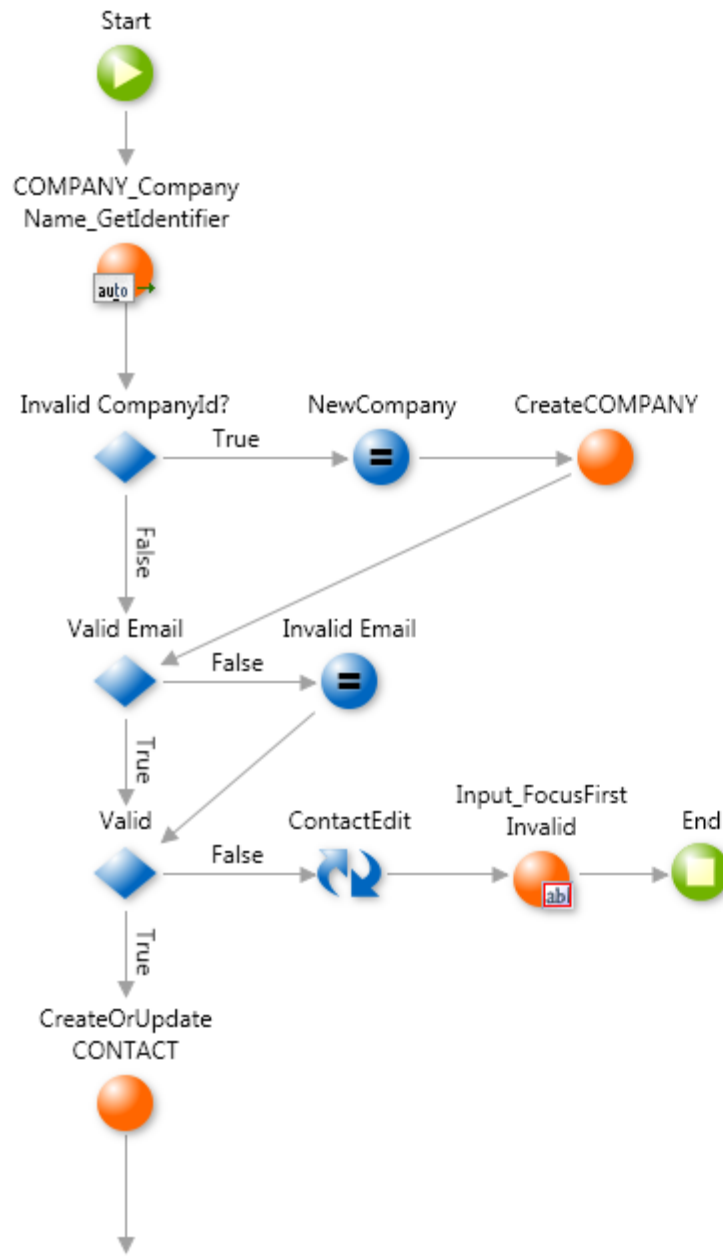 Start
COMPANY_Company
Name_GetIdentifier
auto
Invalid CompanyId?
True
NewCompany
CreateCOMPANY
False
Valid Email
False
Invalid Email
True
Valid
False
ContactEdit
Input_FocusFirst
Invalid
End
abl
True
CreateOrUpdate
CONTACT